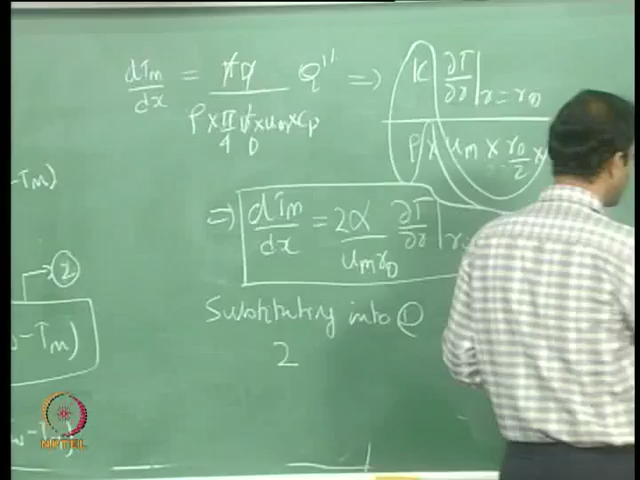 dTm/dx = πD / (ρ × π/4 D² × um × cp) Q'' ⇒ K ∂T/∂r|r=r0 / (ρ × um × r0/2 ×
-Tm)
⇒ dTm/dx = 2α/(um r0) ∂T/∂r|r
2
-Tm)
Substituting into ①
2
-Tm)
NPTEL